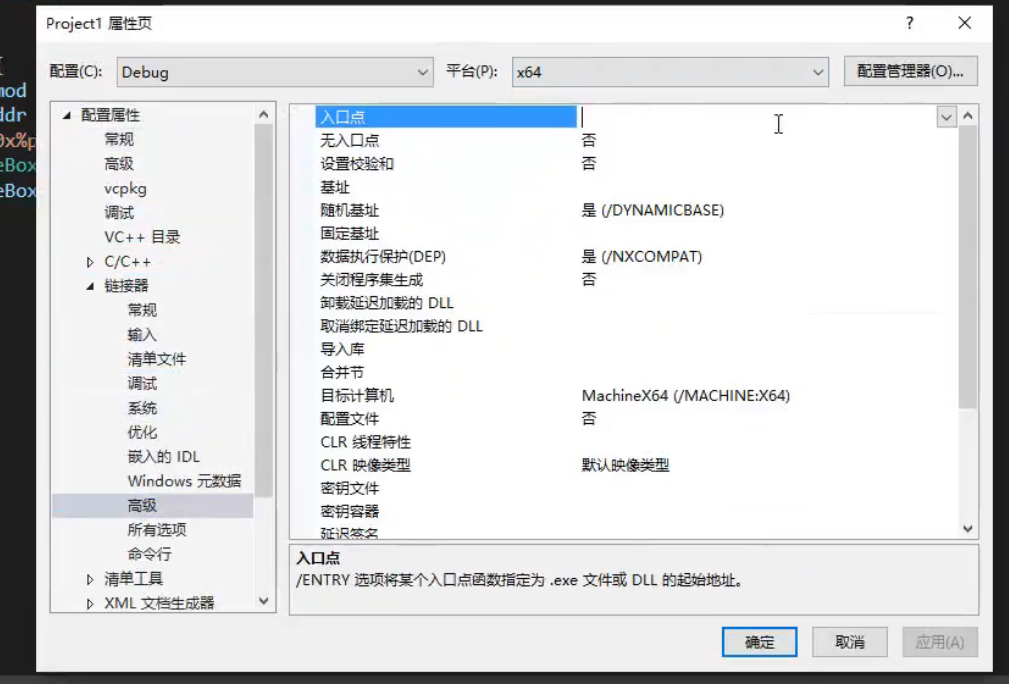 Project1 属性页
?
配置(C): Debug 平台(P): x64 配置管理器(O)...
mod
ddr
0x%p
eBox
eBox
配置属性
常规
高级
vcpkg
调试
VC++ 目录
C/C++
链接器
常规
输入
清单文件
调试
系统
优化
嵌入的 IDL
Windows 元数据
高级
所有选项
命令行
清单工具
XML 文档生成器
入口点
无入口点 否
设置校验和 否
基址
随机基址 是 (/DYNAMICBASE)
固定基址
数据执行保护(DEP) 是 (/NXCOMPAT)
关闭程序集生成 否
卸载延迟加载的 DLL
取消绑定延迟加载的 DLL
导入库
合并节
目标计算机 MachineX64 (/MACHINE:X64)
配置文件 否
CLR 线程特性
CLR 映像类型 默认映像类型
密钥文件
密钥容器
延迟签名
入口点
/ENTRY 选项将某个入口点函数指定为 .exe 文件或 DLL 的起始地址。
确定 取消 应用(A)